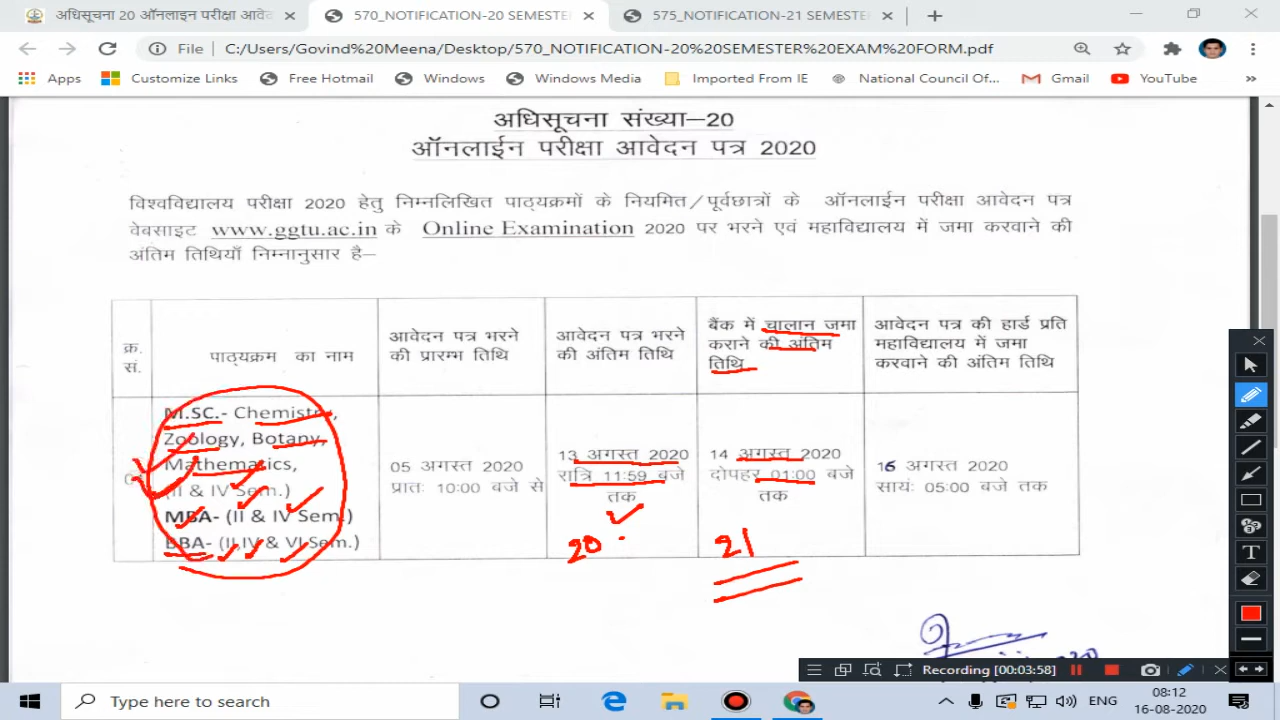 अधिसूचना 20 ऑनलाइन परीक्षा आवेद
570_NOTIFICATION-20 SEMESTE
575_NOTIFICATION-21 SEMESTE
File
C:/Users/Govind%20Meena/Desktop/570_NOTIFICATION-20%20SEMESTER%20EXAM%20FORM.pdf
Apps
Customize Links
Free Hotmail
Windows
Windows Media
Imported From IE
National Council Of...
Gmail
YouTube
»
अधिसूचना संख्या–20
ऑनलाईन परीक्षा आवेदन पत्र 2020
विश्वविद्यालय परीक्षा 2020 हेतु निम्नलिखित पाठ्यक्रमों के नियमित/पूर्वछात्रों के ऑनलाईन परीक्षा आवेदन पत्र
वेबसाइट www.ggtu.ac.in के Online Examination 2020 पर भरने एवं महाविद्यालय में जमा करवाने की
अंतिम तिथियाँ निम्नानुसार है–
क्र.
सं.
पाठ्यक्रम का नाम
आवेदन पत्र भरने
की प्रारम्भ तिथि
आवेदन पत्र भरने
की अंतिम तिथि
बैंक में चालान जमा
कराने की अंतिम
तिथि
आवेदन पत्र की हार्ड प्रति
महाविद्यालय में जमा
करवाने की अंतिम तिथि
M.SC.- Chemistry,
Zoology, Botany,
Mathematics,
(II & IV Sem.)
MBA- (II & IV Sem.)
BBA- (II,IV & VI Sem.)
05 अगस्त 2020
प्रातः 10:00 बजे से
13 अगस्त 2020
रात्रि 11:59 बजे
तक
20
14 अगस्त 2020
दोपहर 01:00 बजे
तक
21
16 अगस्त 2020
सायं 05:00 बजे तक
Recording [00:03:58]
Type here to search
ENG
08:12
16-08-2020